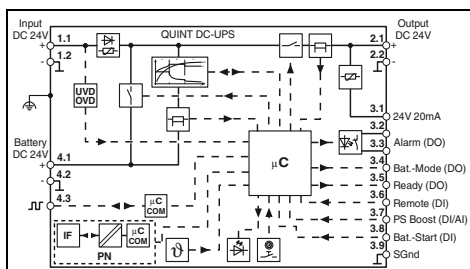 Input
DC 24V
+
1.1
1.2
-
QUINT DC-UPS
Output
DC 24V
2.1
+
2.2
-
UVD
OVD
3.1
24V 20mA
3.2
3.3
Alarm (DO)
Battery
DC 24V
+
4.1
4.2
-
4.3
µC
3.4
Bat.-Mode (DO)
3.5
Ready (DO)
3.6
Remote (DI)
3.7
PS Boost (DI/AI)
3.8
Bat.-Start (DI)
3.9
SGnd
µC
COM
IF
µC
COM
PN
ϑ